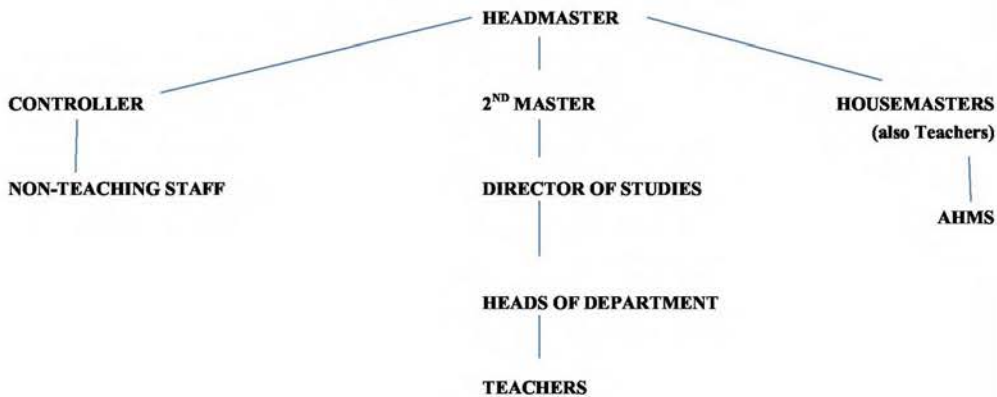 HEADMASTER
CONTROLLER
2ND MASTER
HOUSEMASTERS
(also Teachers)
NON-TEACHING STAFF
DIRECTOR OF STUDIES
AHMS
HEADS OF DEPARTMENT
TEACHERS